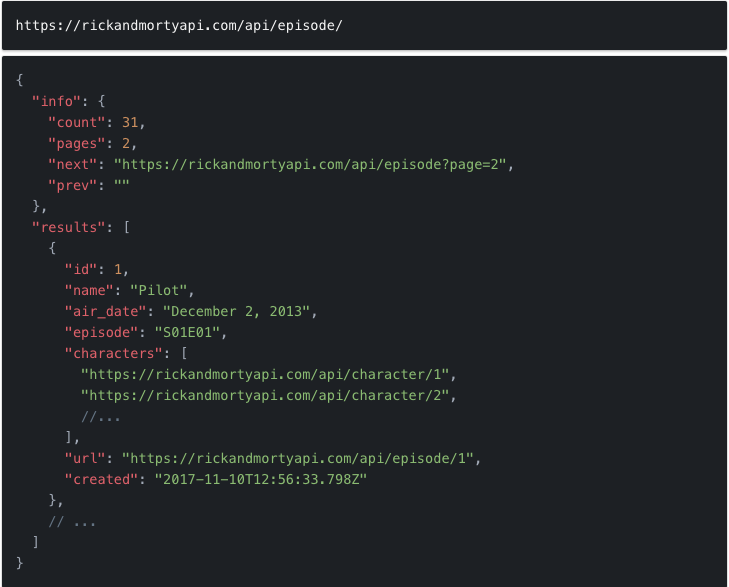 https://rickandmortyapi.com/api/episode/
{
  "info": {
    "count": 31,
    "pages": 2,
    "next": "https://rickandmortyapi.com/api/episode?page=2",
    "prev": ""
  },
  "results": [
    {
      "id": 1,
      "name": "Pilot",
      "air_date": "December 2, 2013",
      "episode": "S01E01",
      "characters": [
        "https://rickandmortyapi.com/api/character/1",
        "https://rickandmortyapi.com/api/character/2",
        //...
      ],
      "url": "https://rickandmortyapi.com/api/episode/1",
      "created": "2017-11-10T12:56:33.798Z"
    },
    // ...
  ]
}